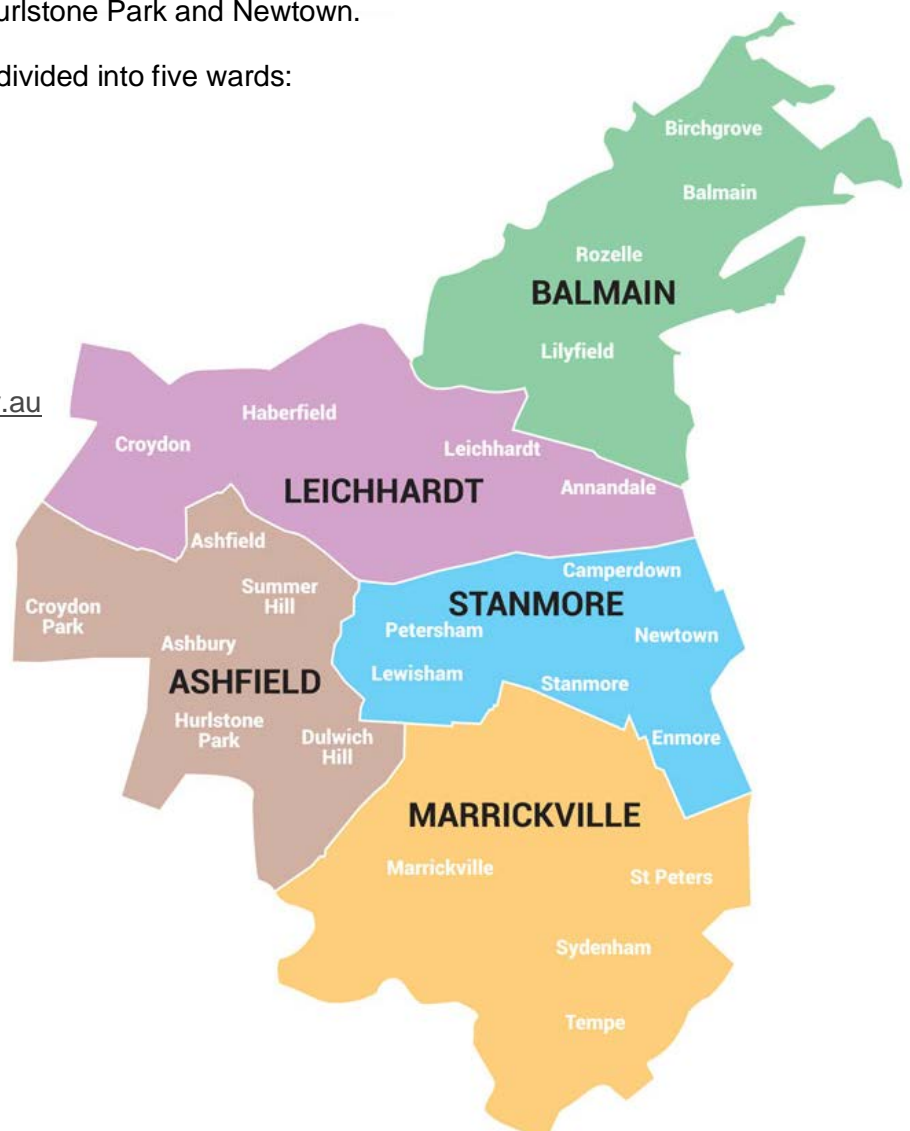 urlstone Park and Newtown.
divided into five wards:
Birchgrove
Balmain
Rozelle
BALMAIN
Lilyfield
.au
Haberfield
Croydon
Leichhardt
LEICHHARDT
Annandale
Ashfield
Camperdown
Summer
Hill
STANMORE
Croydon
Park
Petersham
Newtown
Ashbury
Lewisham
ASHFIELD
Stanmore
Hurlstone
Park
Dulwich
Hill
Enmore
MARRICKVILLE
Marrickville
St Peters
Sydenham
Tempe